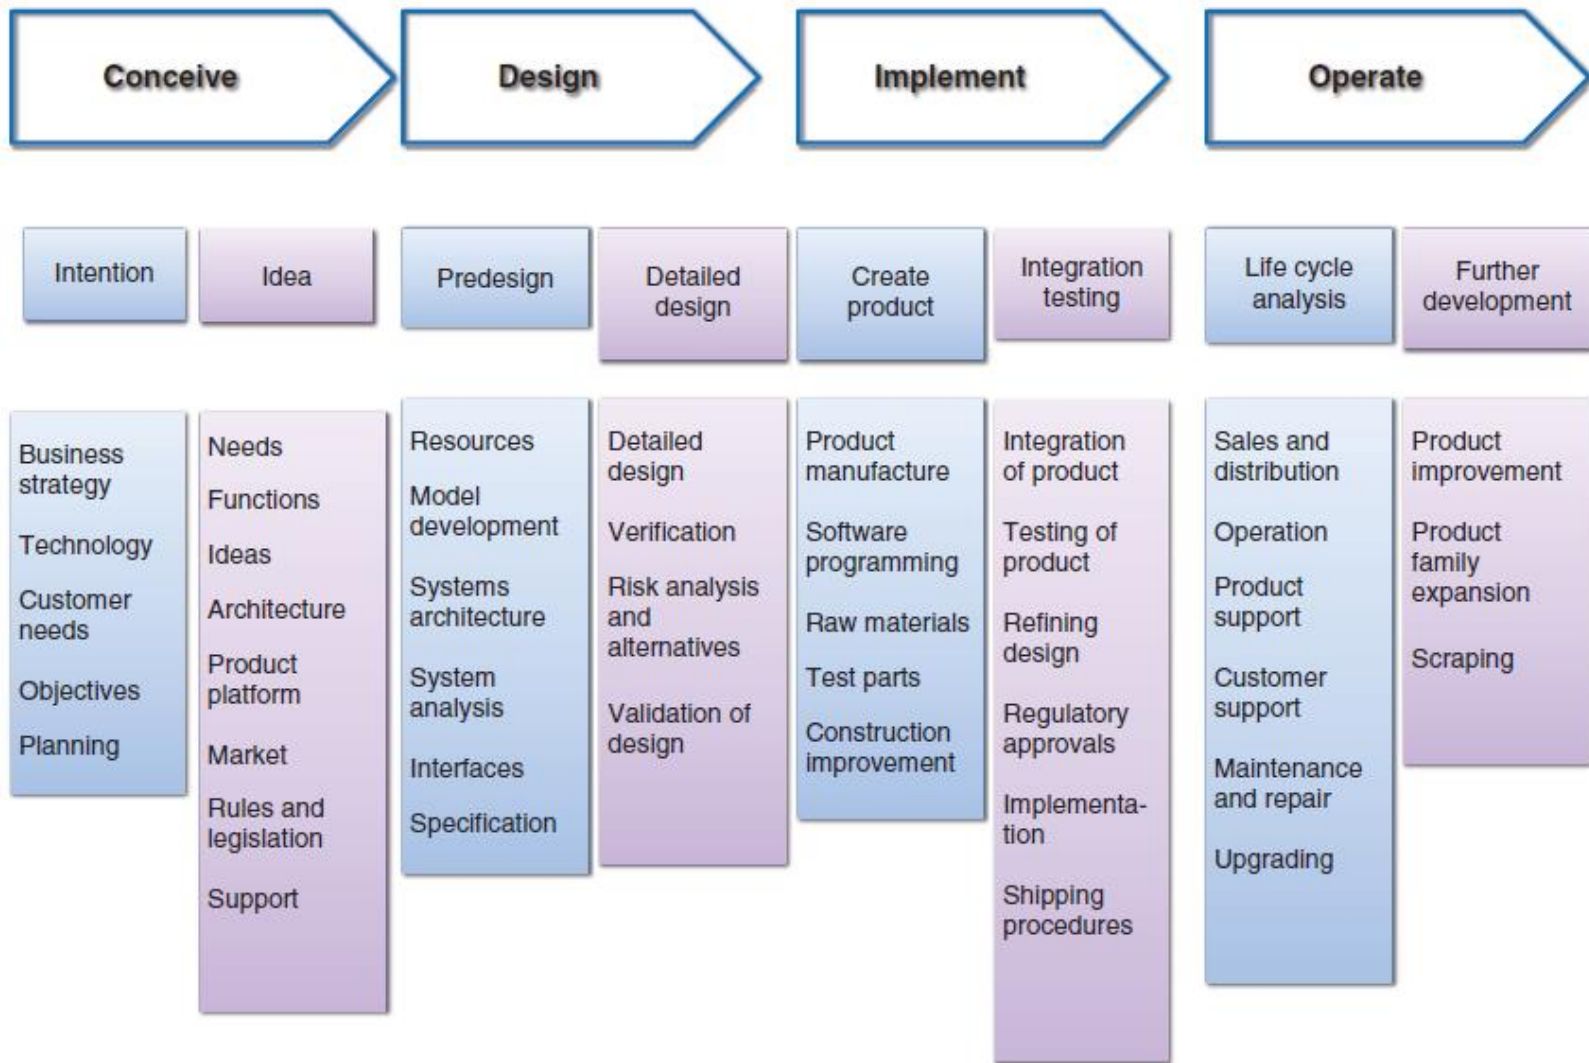 Conceive
Design
Implement
Operate
Intention
Idea
Predesign
Detailed
design
Create
product
Integration
testing
Life cycle
analysis
Further
development
Business
strategy
Technology
Customer
needs
Objectives
Planning
Needs
Functions
Ideas
Architecture
Product
platform
Market
Rules and
legislation
Support
Resources
Model
development
Systems
architecture
System
analysis
Interfaces
Specification
Detailed
design
Verification
Risk analysis
and
alternatives
Validation of
design
Product
manufacture
Software
programming
Raw materials
Test parts
Construction
improvement
Integration
of product
Testing of
product
Refining
design
Regulatory
approvals
Implementa-
tion
Shipping
procedures
Sales and
distribution
Operation
Product
support
Customer
support
Maintenance
and repair
Upgrading
Product
improvement
Product
family
expansion
Scraping